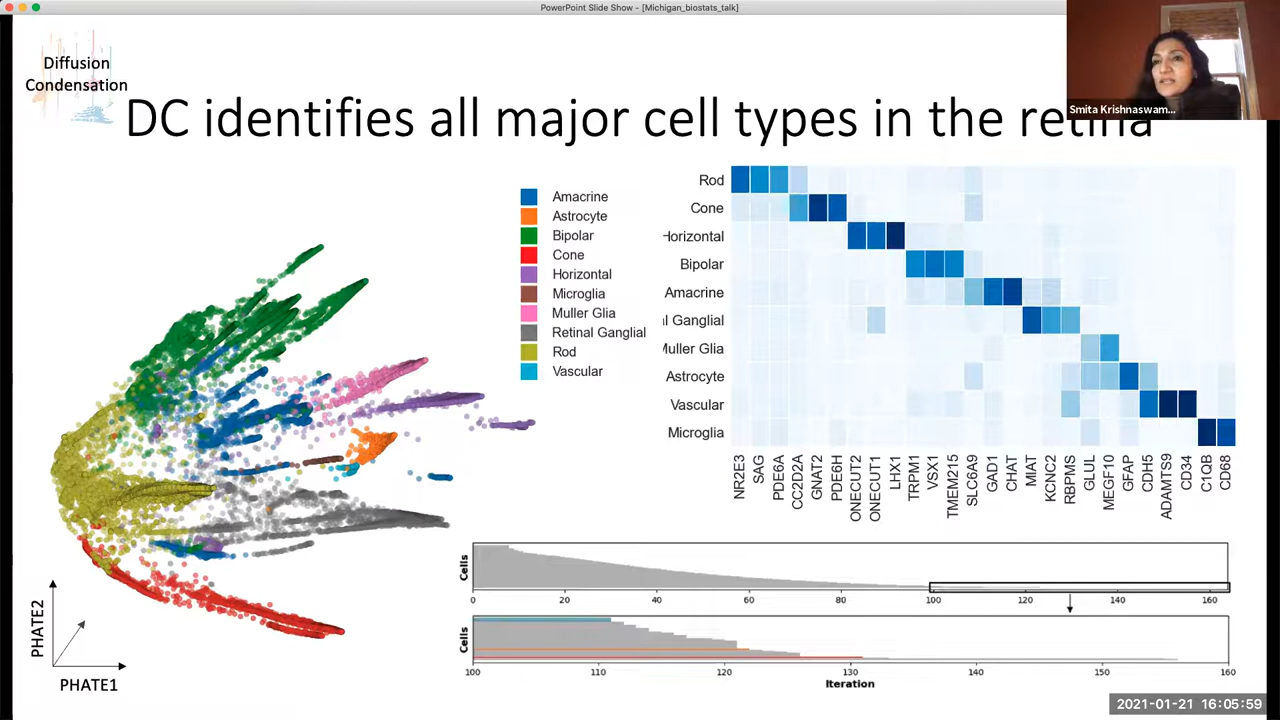 PowerPoint Slide Show - [Michigan_biostats_talk]
Diffusion
Condensation
DC identifies all major cell types in the retina
Smita Krishnaswam...
Amacrine
Astrocyte
Bipolar
Cone
Horizontal
Microglia
Muller Glia
Retinal Ganglial
Rod
Vascular
Rod
Cone
Horizontal
Bipolar
Amacrine
l Ganglial
Muller Glia
Astrocyte
Vascular
Microglia
NR2E3
SAG
PDE6A
CC2D2A
GNAT2
PDE6H
ONECUT2
ONECUT1
LHX1
TRPM1
VSX1
TMEM215
SLC6A9
GAD1
CHAT
MIAT
KCNC2
RBPMS
GLUL
MEGF10
GFAP
CDH5
ADAMTS9
CD34
C1QB
CD68
PHATE2
PHATE1
Cells
0 20 40 60 80 100 120 140 160
Cells
100 110 120 130 140 150 160
Iteration
2021-01-21 16:05:59